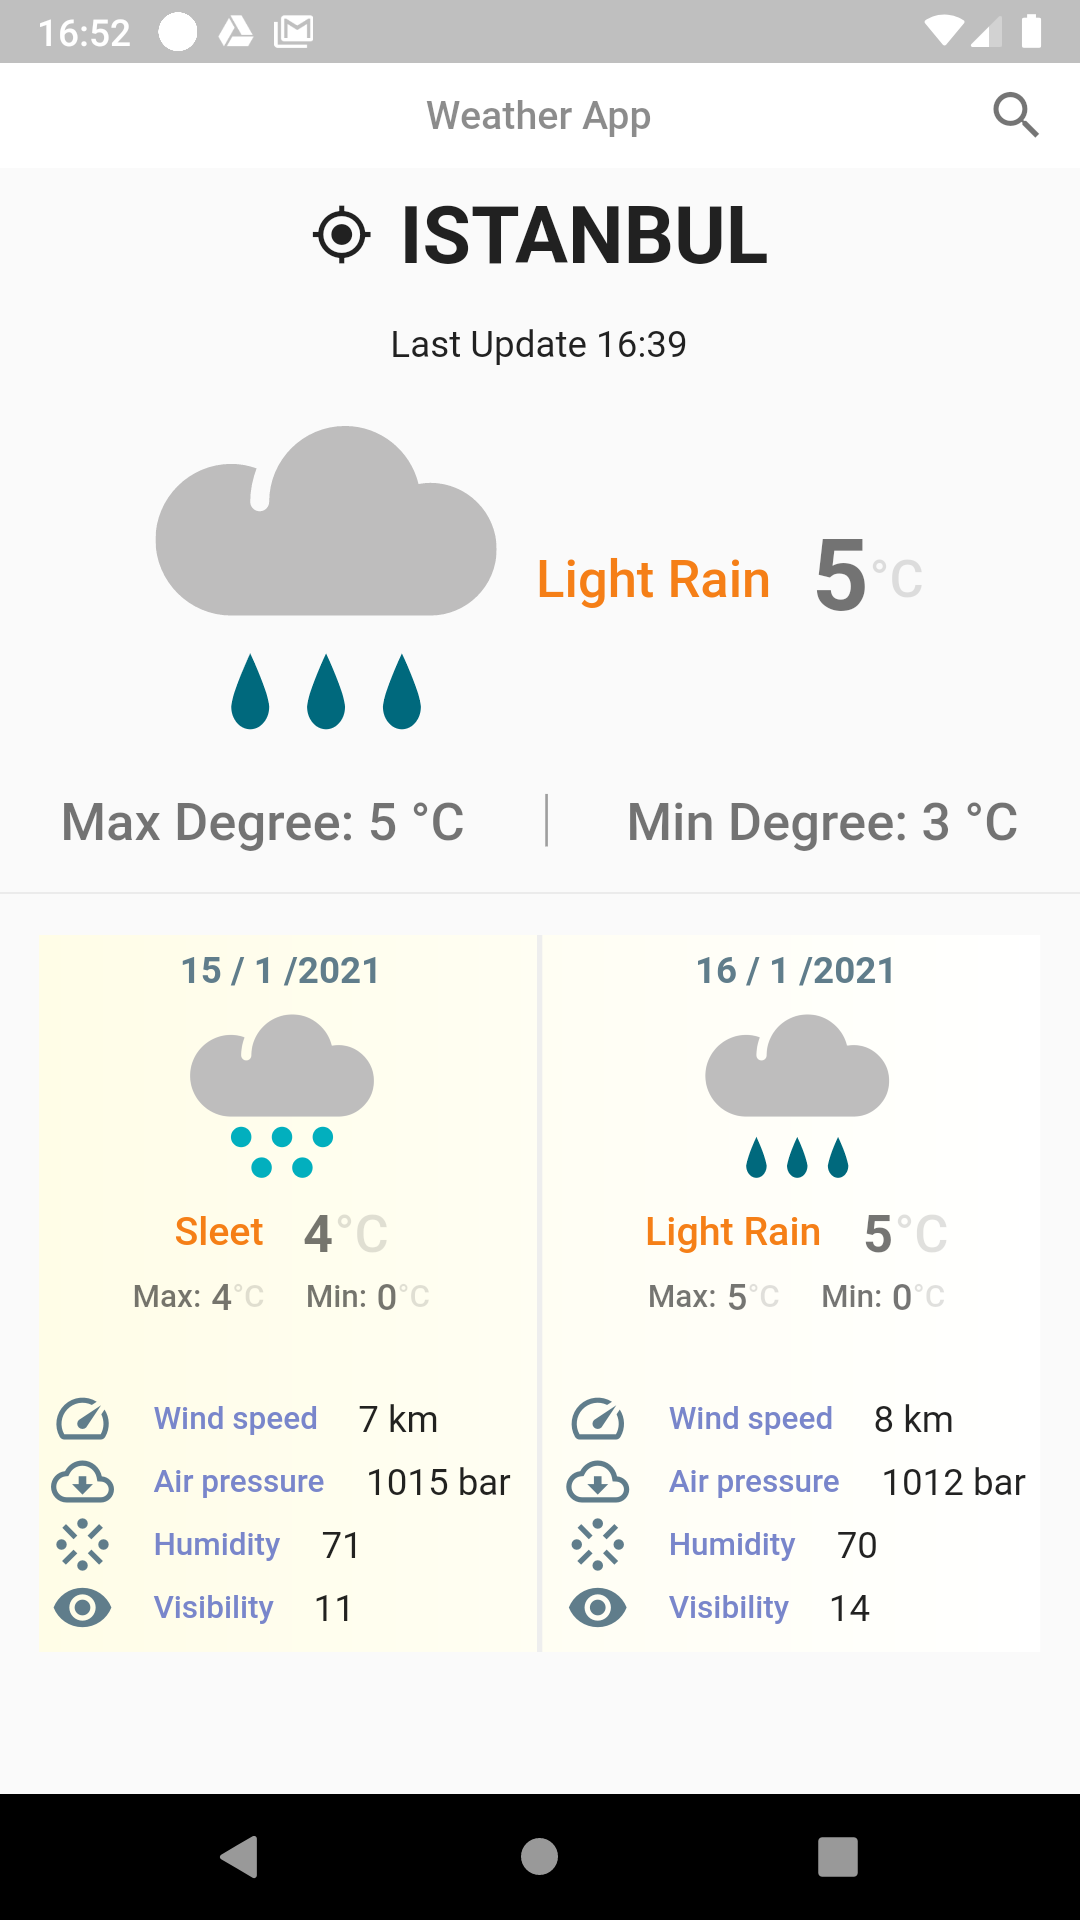 16:52
Weather App
ISTANBUL
Last Update 16:39
Light Rain 5 °C
Max Degree: 5 °C Min Degree: 3 °C
15 / 1 /2021
Sleet 4 °C
Max: 4 °C Min: 0 °C
Wind speed 7 km
Air pressure 1015 bar
Humidity 71
Visibility 11
16 / 1 /2021
Light Rain 5 °C
Max: 5 °C Min: 0 °C
Wind speed 8 km
Air pressure 1012 bar
Humidity 70
Visibility 14